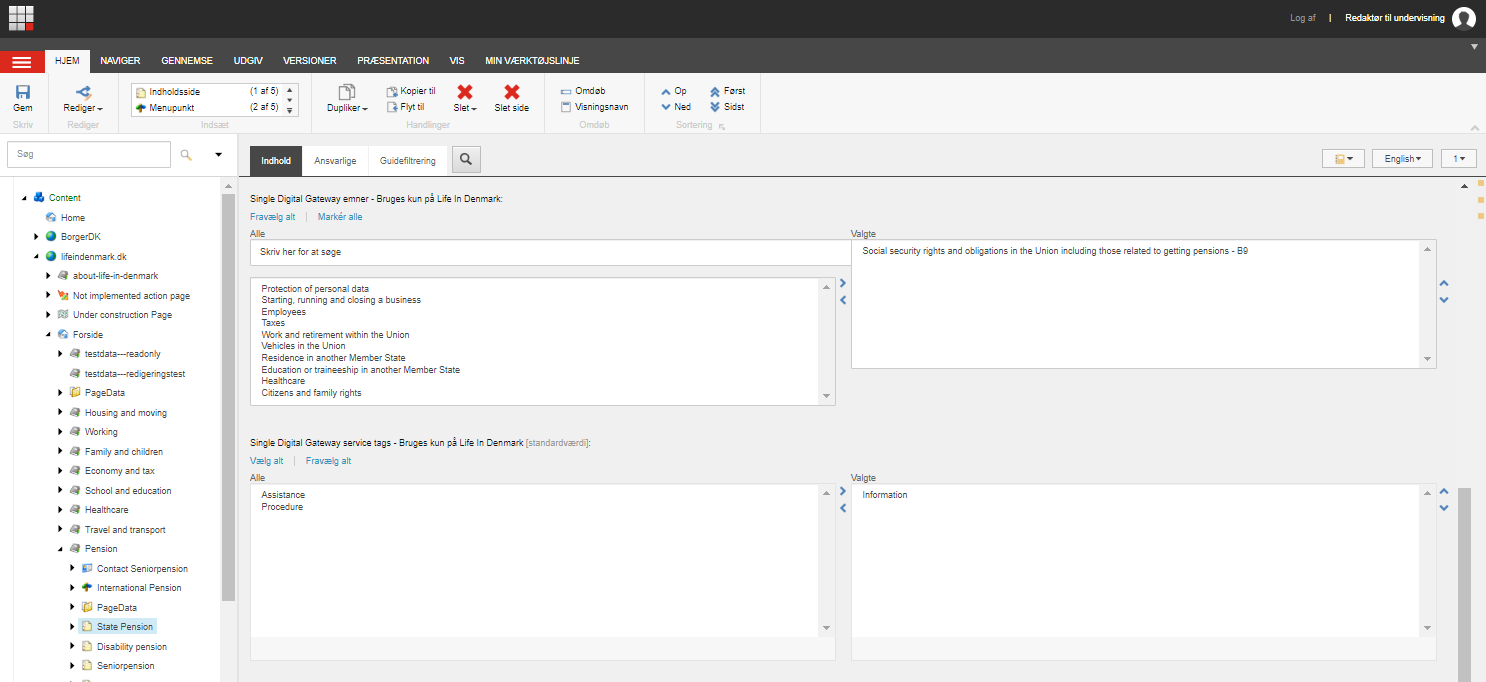 Log af | Redaktør til undervisning
HJEM NAVIGER GENNEMSE UDGIV VERSIONER PRÆSENTATION VIS MIN VÆRKTØJSLINJE
Gem
Skriv
Rediger
Rediger
Indholdsside (1 af 5)
Menupunkt (2 af 5)
Indsæt
Dupliker
Kopier til
Flyt til
Slet
Slet side
Handlinger
Omdøb
Visningsnavn
Omdøb
Op
Ned
Først
Sidst
Sortering
Søg
Content
Home
BorgerDK
lifeindenmark.dk
about-life-in-denmark
Not implemented action page
Under construction Page
Forside
testdata---readonly
testdata---redigeringstest
PageData
Housing and moving
Working
Family and children
Economy and tax
School and education
Healthcare
Travel and transport
Pension
Contact Seniorpension
International Pension
PageData
State Pension
Disability pension
Seniorpension
Indhold Ansvarlige Guidefiltrering
English 1
Single Digital Gateway emner - Bruges kun på Life In Denmark:
Fravælg alt | Markér alle
Alle
Skriv her for at søge
Protection of personal data
Starting, running and closing a business
Employees
Taxes
Work and retirement within the Union
Vehicles in the Union
Residence in another Member State
Education or traineeship in another Member State
Healthcare
Citizens and family rights
Valgte
Social security rights and obligations in the Union including those related to getting pensions - B9
Single Digital Gateway service tags - Bruges kun på Life In Denmark [standardværdi]:
Vælg alt | Fravælg alt
Alle
Assistance
Procedure
Valgte
Information